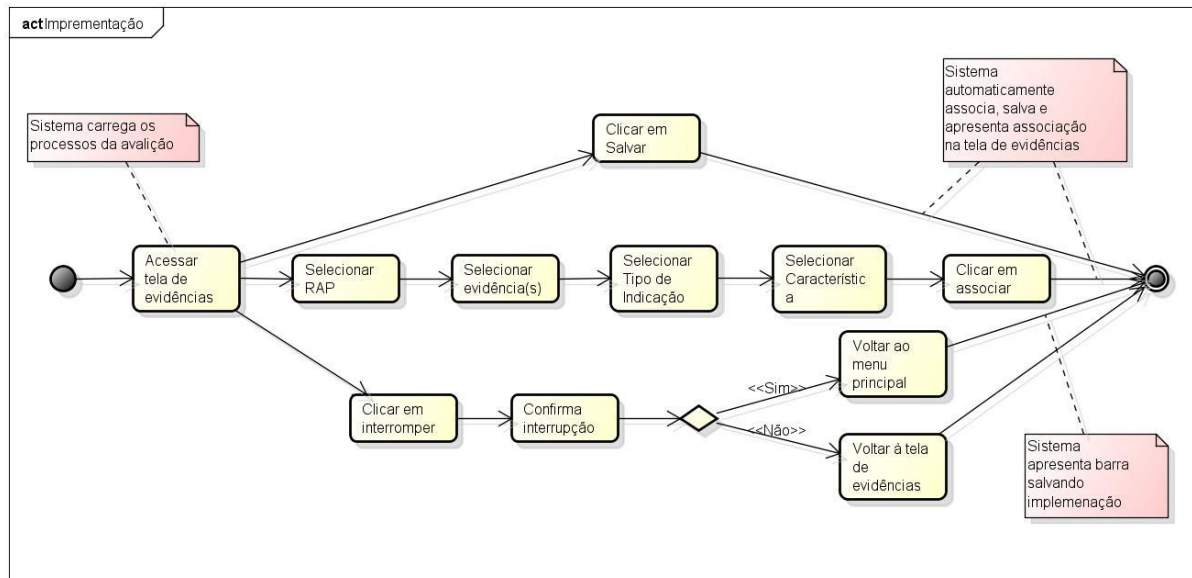 actImprementação
Sistema carrega os
processos da avalição
Sistema
automaticamente
associa, salva e
apresenta associação
na tela de evidências
Clicar em
Salvar
Acessar
tela de
evidências
Selecionar
RAP
Selecionar
evidência(s)
Selecionar
Tipo de
Indicação
Selecionar
Característic
a
Clicar em
associar
Clicar em
interromper
Confirma
interrupção
<<Sim>>
<<Não>>
Voltar ao
menu
principal
Voltar à tela
de
evidências
Sistema
apresenta barra
salvando
implemenação